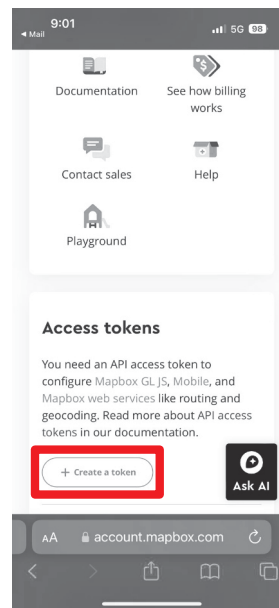 9:01
5G 98
◄ Mail
Documentation
See how billing
works
Contact sales
Help
Playground
Access tokens
You need an API access token to
configure Mapbox GL JS, Mobile, and
Mapbox web services like routing and
geocoding. Read more about API access
tokens in our documentation.
+ Create a token
Ask AI
AA account.mapbox.com